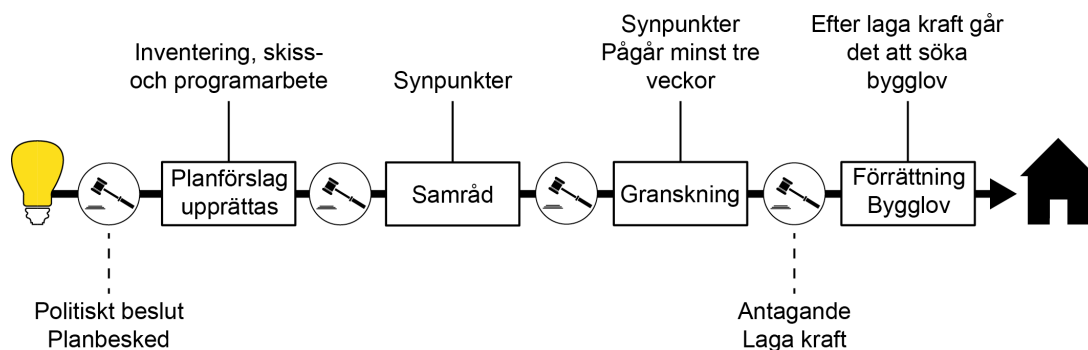 Inventering, skiss-
och programarbete
Synpunkter
Synpunkter
Pågår minst tre
veckor
Efter laga kraft går
det att söka
bygglov
Planförslag
upprättas
Samråd
Granskning
Förrättning
Bygglov
Politiskt beslut
Planbesked
Antagande
Laga kraft